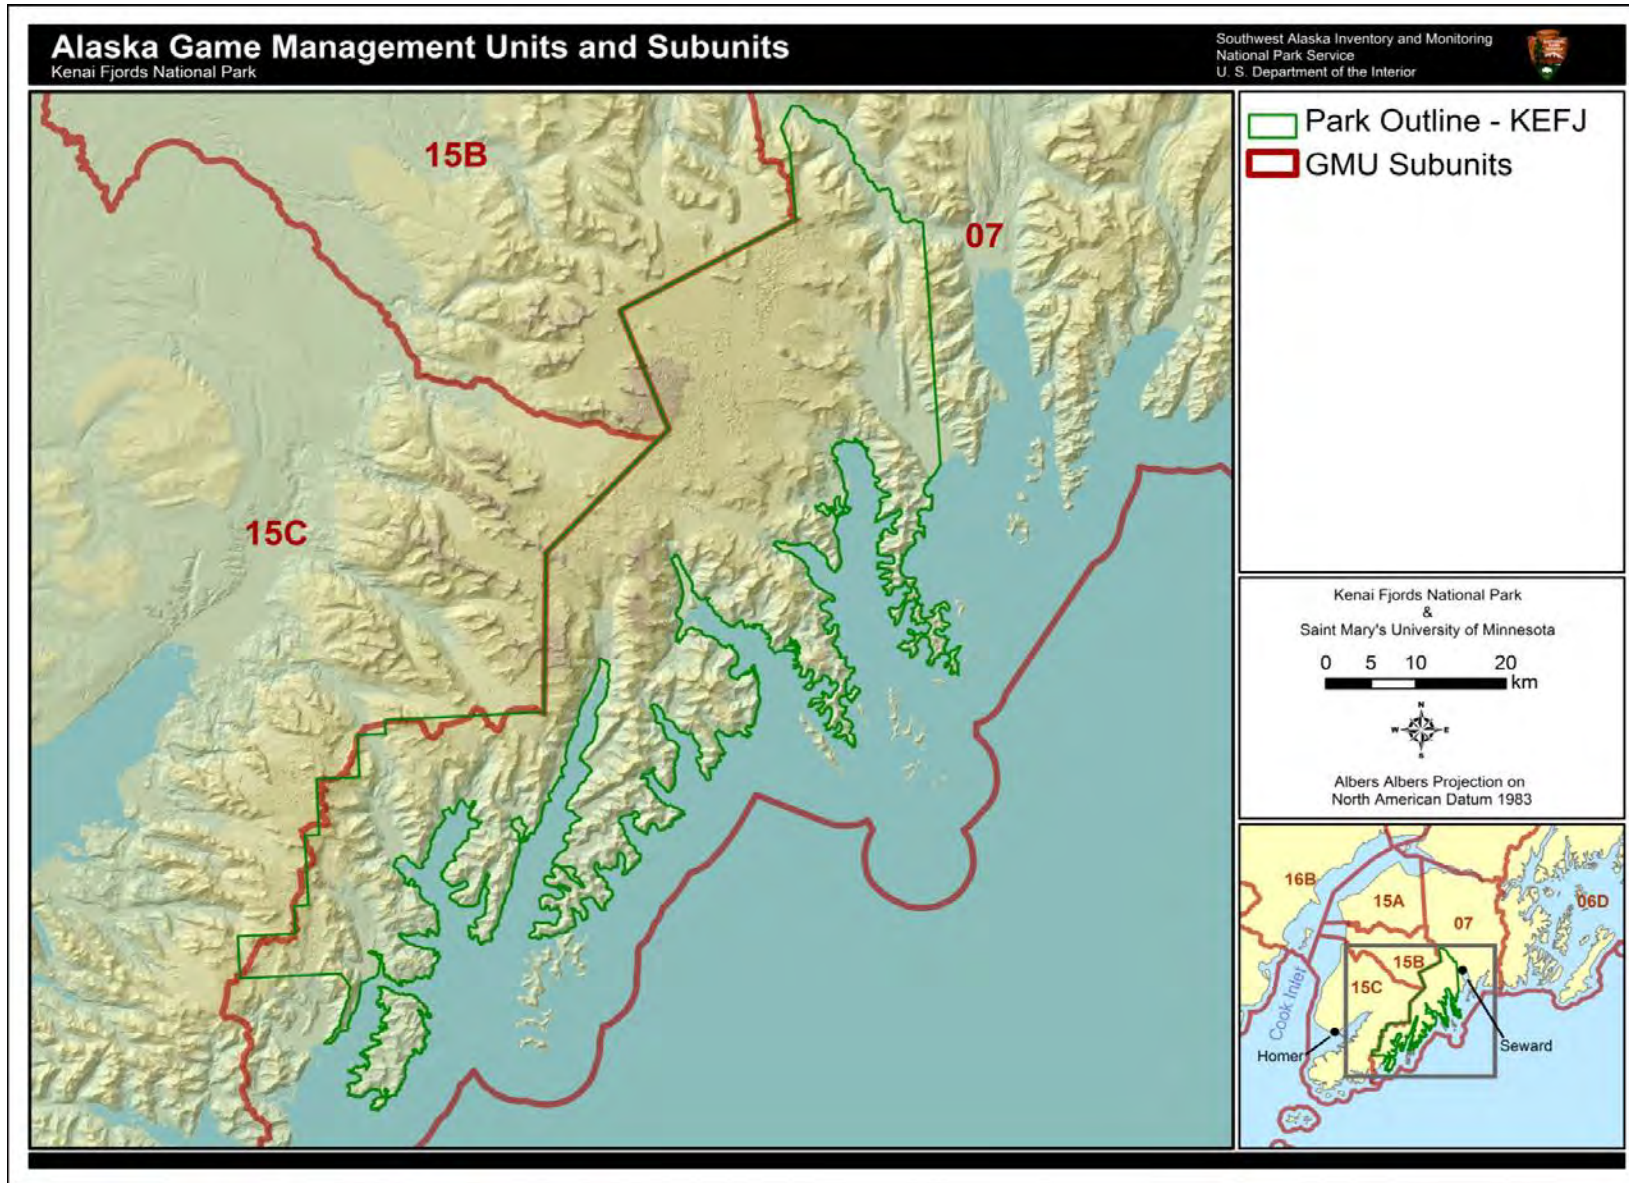 Alaska Game Management Units and Subunits
Kenai Fjords National Park
Southwest Alaska Inventory and Monitoring
National Park Service
U. S. Department of the Interior
15B
07
15C
Park Outline - KEFJ
GMU Subunits
Kenai Fjords National Park
&
Saint Mary's University of Minnesota
0 5 10 20
km
N
W E
S
Albers Albers Projection on
North American Datum 1983
16B
15A
06D
07
15B
15C
Cook Inlet
Homer
Seward